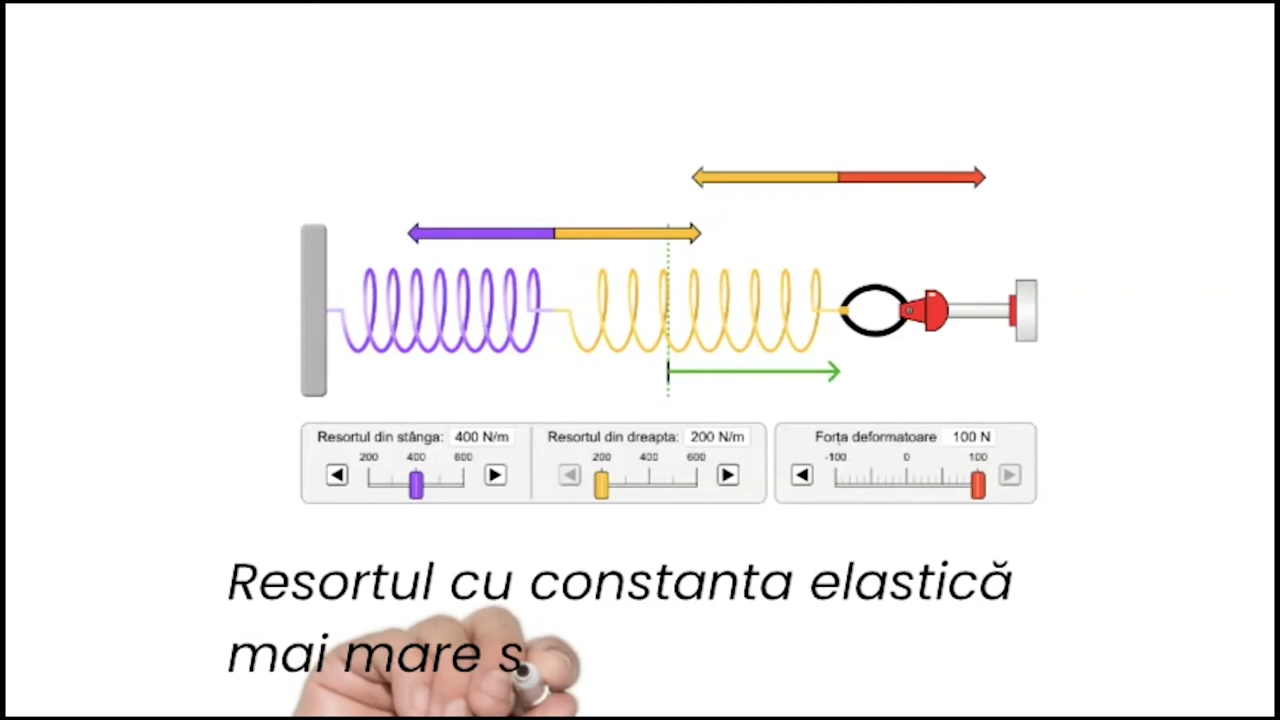 Resortul din stânga: 400 N/m Resortul din dreapta: 200 N/m Forța deformatoare 100 N
200 400 600 200 400 600 -100 0 100
Resortul cu constanta elastică
mai mare s